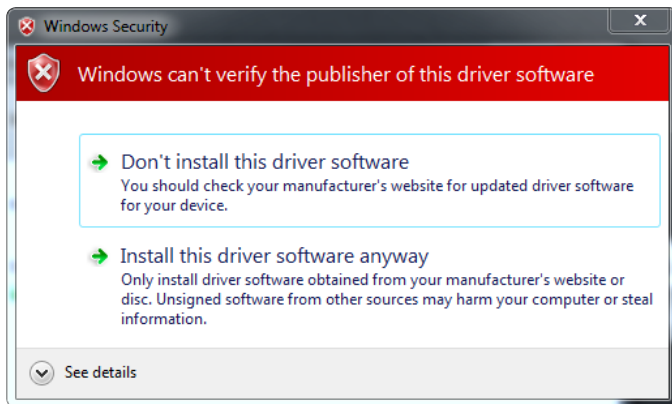 Windows Security
x
Windows can't verify the publisher of this driver software
Don't install this driver software
You should check your manufacturer's website for updated driver software
for your device.
Install this driver software anyway
Only install driver software obtained from your manufacturer's website or
disc. Unsigned software from other sources may harm your computer or steal
information.
See details